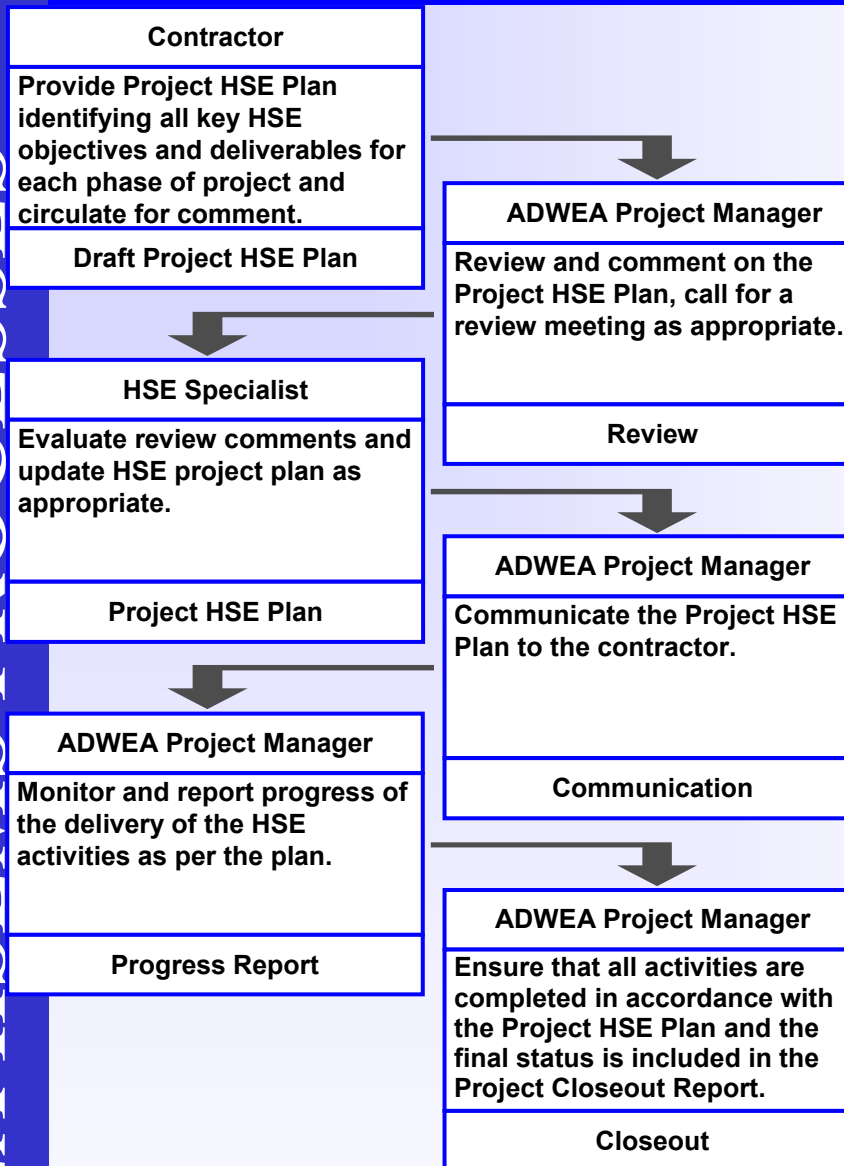 Contractor
Provide Project HSE Plan
identifying all key HSE
objectives and deliverables for
each phase of project and
circulate for comment.
Draft Project HSE Plan
ADWEA Project Manager
Review and comment on the
Project HSE Plan, call for a
review meeting as appropriate.
Review
HSE Specialist
Evaluate review comments and
update HSE project plan as
appropriate.
Project HSE Plan
ADWEA Project Manager
Communicate the Project HSE
Plan to the contractor.
Communication
ADWEA Project Manager
Monitor and report progress of
the delivery of the HSE
activities as per the plan.
Progress Report
ADWEA Project Manager
Ensure that all activities are
completed in accordance with
the Project HSE Plan and the
final status is included in the
Project Closeout Report.
Closeout